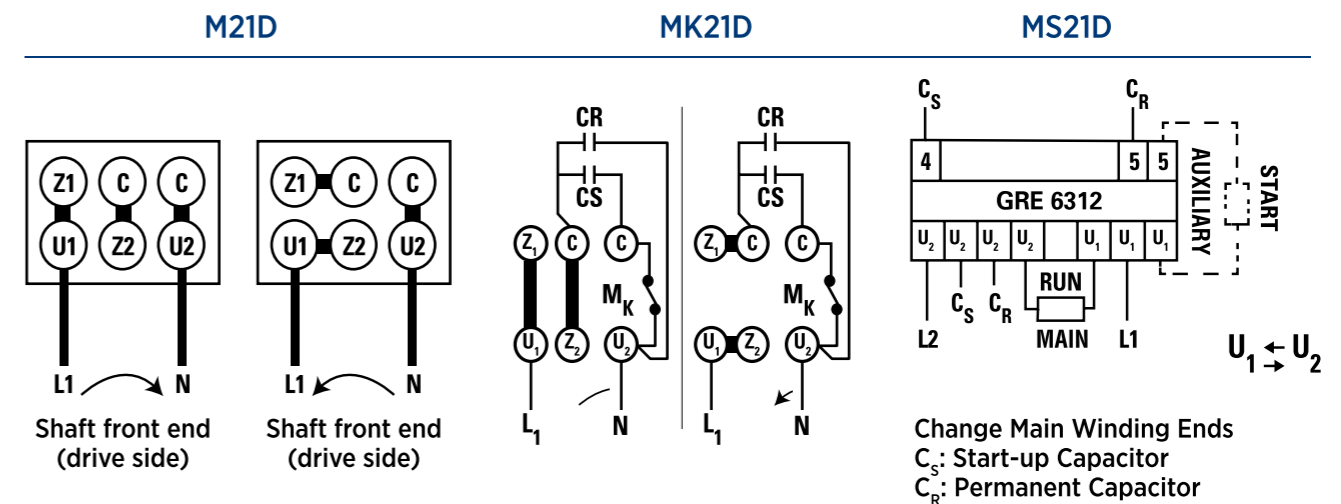 M21D
MK21D
MS21D
Z1 C C
U1 Z2 U2
L1 N
Shaft front end
(drive side)
Z1 C C
U1 Z2 U2
L1 N
Shaft front end
(drive side)
CR
CS
Z1 C C
MK
U1 Z2 U2
L1 N
CR
CS
Z1 C C
MK
U1 Z2 U2
L1 N
CS CR
4 5 5
GRE 6312
U2 U2 U2 U2 U1 U1 U1
AUXILIARY
START
CS CR
RUN
MAIN
L2 L1
U1 ← → U2
Change Main Winding Ends
CS: Start-up Capacitor
CR: Permanent Capacitor